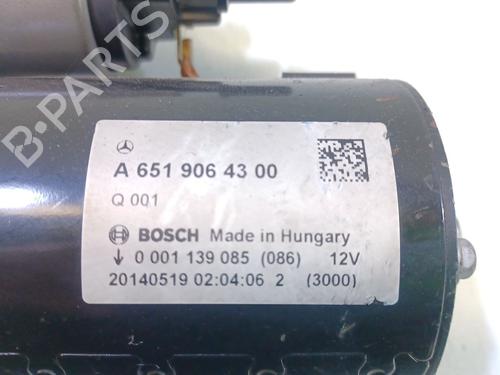 A 651 906 43 00
Q 001
BOSCH Made in Hungary
0 001 139 085 (086) 12V
20140519 02:04:06 2 (3000)
B-PARTS